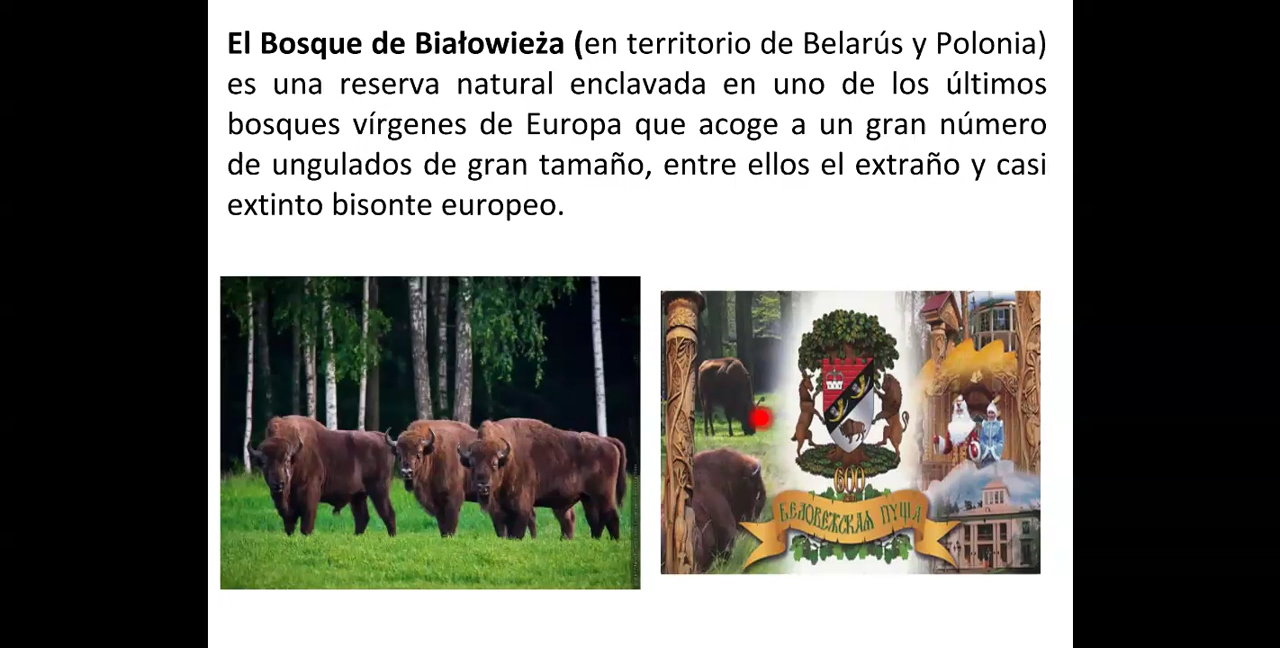 El Bosque de Białowieża (en territorio de Belarús y Polonia)
es una reserva natural enclavada en uno de los últimos
bosques vírgenes de Europa que acoge a un gran número
de ungulados de gran tamaño, entre ellos el extraño y casi
extinto bisonte europeo.
600
БЕЛОВЕЖСКАЯ ПУЩА